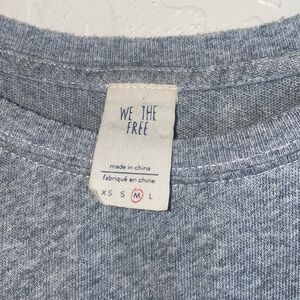 WE THE
FREE
made in china
fabriqué en chine
XS S M L